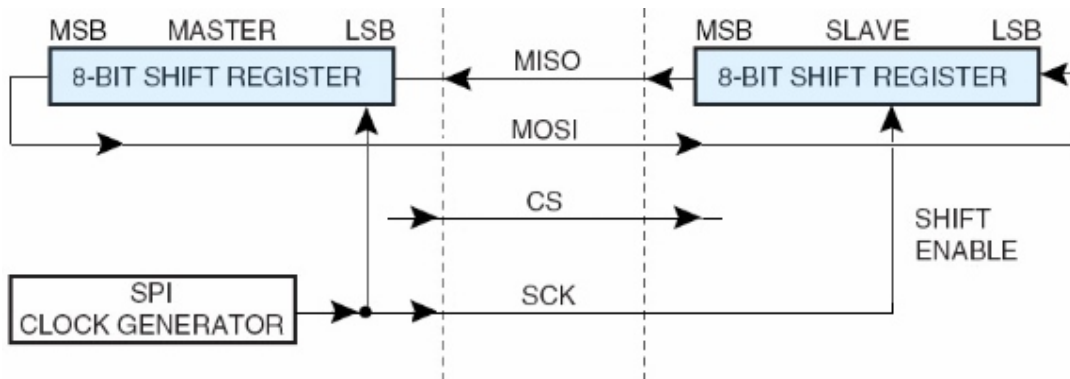 MSB MASTER LSB
MSB SLAVE LSB
8-BIT SHIFT REGISTER
MISO
8-BIT SHIFT REGISTER
MOSI
CS
SHIFT
ENABLE
SPI
CLOCK GENERATOR
SCK